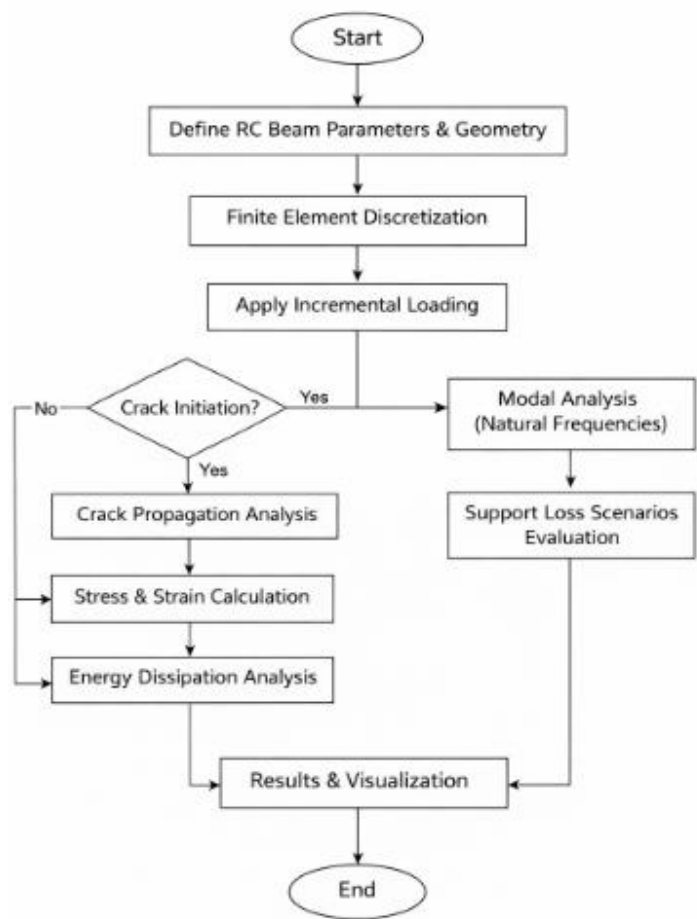 Start
Define RC Beam Parameters & Geometry
Finite Element Discretization
Apply Incremental Loading
No
Crack Initiation?
Yes
Modal Analysis
(Natural Frequencies)
Yes
Crack Propagation Analysis
Support Loss Scenarios
Evaluation
Stress & Strain Calculation
Energy Dissipation Analysis
Results & Visualization
End